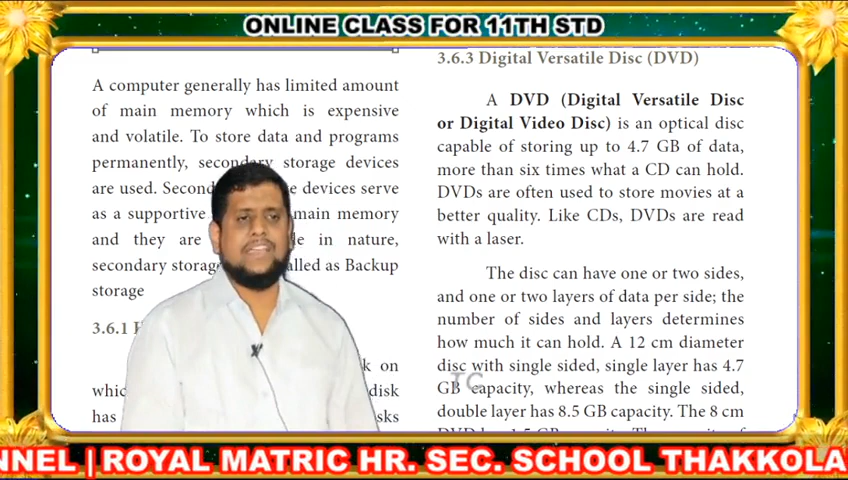 ONLINE CLASS FOR 11TH STD
A computer generally has limited amount
of main memory which is expensive
and volatile. To store data and programs
permanently, secondary storage devices
are used. devices serve
as a supportive main memory
and they are in nature,
secondary storage called as Backup
storage
3.6.1
k on
disk
has sks
3.6.3 Digital Versatile Disc (DVD)
A DVD (Digital Versatile Disc
or Digital Video Disc) is an optical disc
capable of storing up to 4.7 GB of data,
more than six times what a CD can hold.
DVDs are often used to store movies at a
better quality. Like CDs, DVDs are read
with a laser.
The disc can have one or two sides,
and one or two layers of data per side; the
number of sides and layers determines
how much it can hold. A 12 cm diameter
disc with single sided, single layer has 4.7
GB capacity, whereas the single sided,
double layer has 8.5 GB capacity. The 8 cm
NNEL | ROYAL MATRIC HR. SEC. SCHOOL THAKKOLA